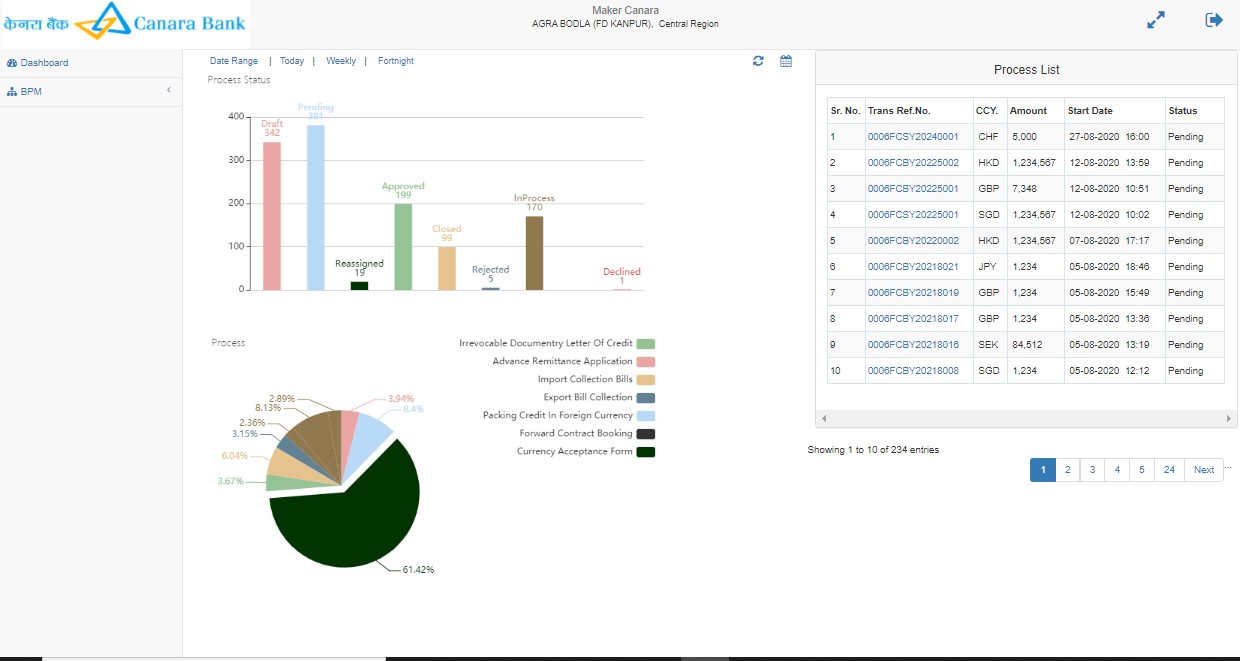 केनरा बैंक Canara Bank
Maker Canara
AGRA BODLA (FD KANPUR), Central Region
Dashboard
BPM
Date Range | Today | Weekly | Fortnight
Process Status
400
300
200
100
0
Draft
342
Pending
381
Reassigned
19
Approved
199
Closed
99
Rejected
5
InProcess
170
Declined
1
Process
Irrevocable Documentry Letter Of Credit
Advance Remittance Application
Import Collection Bills
Export Bill Collection
Packing Credit In Foreign Currency
Forward Contract Booking
Currency Acceptance Form
2.89%
8.13%
2.36%
3.15%
6.04%
3.67%
3.94%
8.4%
61.42%
Process List
Sr. No. Trans Ref.No. CCY. Amount Start Date Status
1 0006FCSY20240001 CHF 5,000 27-08-2020 16:00 Pending
2 0006FCBY20225002 HKD 1,234,567 12-08-2020 13:59 Pending
3 0006FCBY20225001 GBP 7,348 12-08-2020 10:51 Pending
4 0006FCSY20225001 SGD 1,234,567 12-08-2020 10:02 Pending
5 0006FCBY20220002 HKD 1,234,567 07-08-2020 17:17 Pending
6 0006FCBY20218021 JPY 1,234 05-08-2020 18:46 Pending
7 0006FCBY20218019 GBP 1,234 05-08-2020 15:49 Pending
8 0006FCBY20218017 GBP 1,234 05-08-2020 13:36 Pending
9 0006FCBY20218016 SEK 84,512 05-08-2020 13:19 Pending
10 0006FCBY20218008 SGD 1,234 05-08-2020 12:12 Pending
Showing 1 to 10 of 234 entries
1 2 3 4 5 24 Next ...